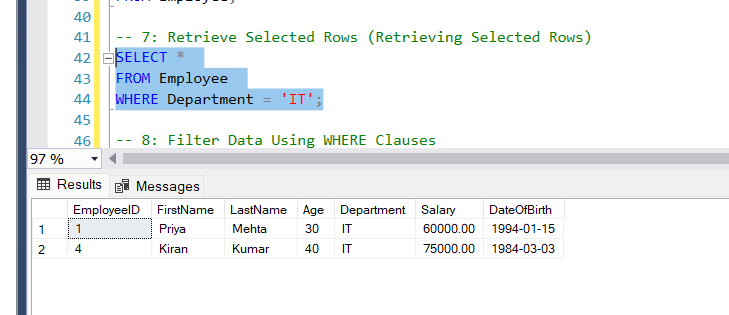 40
41 -- 7: Retrieve Selected Rows (Retrieving Selected Rows)
42 SELECT *
43 FROM Employee
44 WHERE Department = 'IT';
45
46 -- 8: Filter Data Using WHERE Clauses
97 %
Results Messages
EmployeeID FirstName LastName Age Department Salary DateOfBirth
1 1 Priya Mehta 30 IT 60000.00 1994-01-15
2 4 Kiran Kumar 40 IT 75000.00 1984-03-03